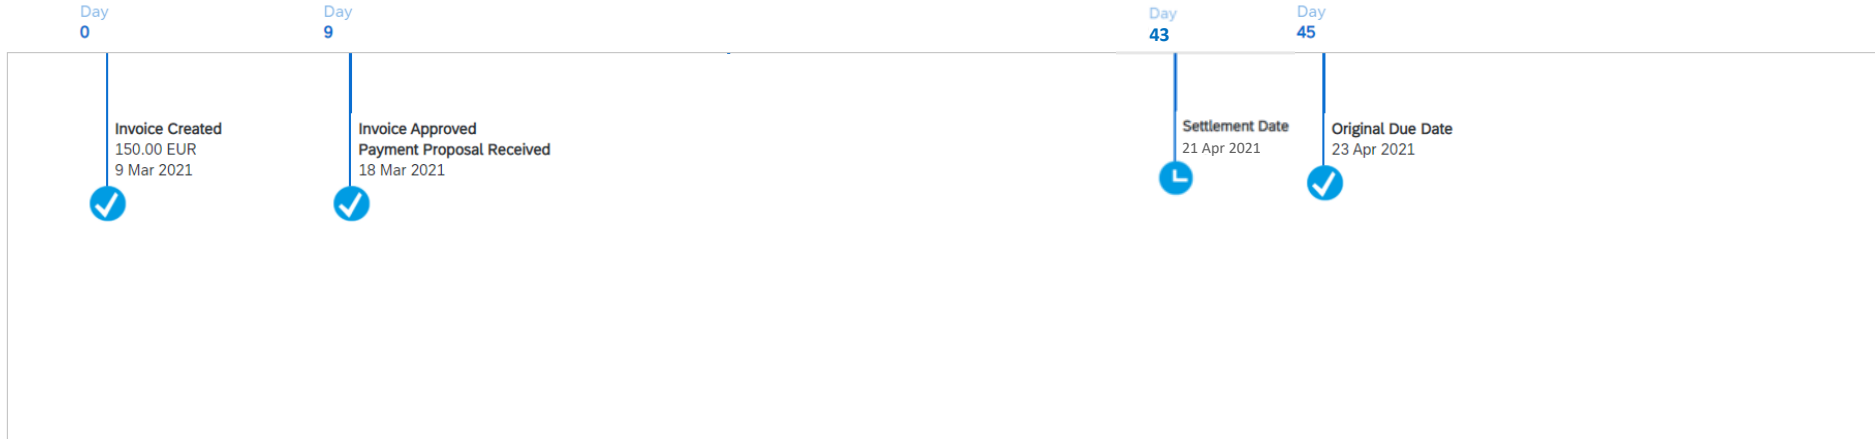 Day
0
Day
9
Day
43
Day
45
Invoice Created
150.00 EUR
9 Mar 2021
Invoice Approved
Payment Proposal Received
18 Mar 2021
Settlement Date
21 Apr 2021
Original Due Date
23 Apr 2021